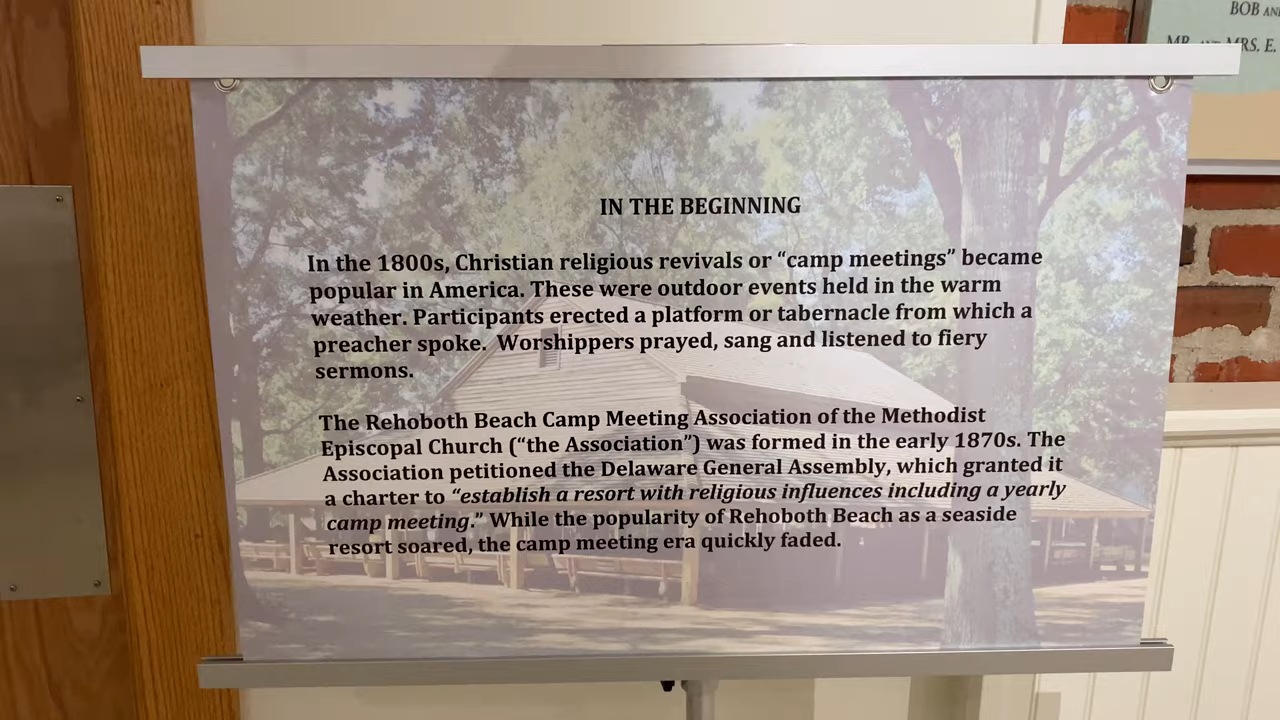 BOB AND
MR. AND MRS. E.
IN THE BEGINNING
In the 1800s, Christian religious revivals or “camp meetings” became
popular in America. These were outdoor events held in the warm
weather. Participants erected a platform or tabernacle from which a
preacher spoke.  Worshippers prayed, sang and listened to fiery
sermons.
The Rehoboth Beach Camp Meeting Association of the Methodist
Episcopal Church (“the Association”) was formed in the early 1870s. The
Association petitioned the Delaware General Assembly, which granted it
a charter to “establish a resort with religious influences including a yearly
camp meeting.” While the popularity of Rehoboth Beach as a seaside
resort soared, the camp meeting era quickly faded.